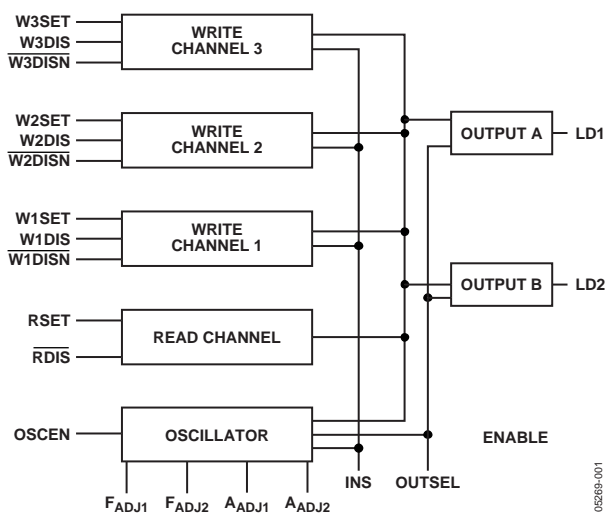 W3SET
W3DIS
W3DISN
WRITE
CHANNEL 3
W2SET
W2DIS
W2DISN
WRITE
CHANNEL 2
OUTPUT A
LD1
W1SET
W1DIS
W1DISN
WRITE
CHANNEL 1
OUTPUT B
LD2
RSET
RDIS
READ CHANNEL
OSCEN
OSCILLATOR
ENABLE
INS
OUTSEL
FADJ1
FADJ2
AADJ1
AADJ2
05269-001